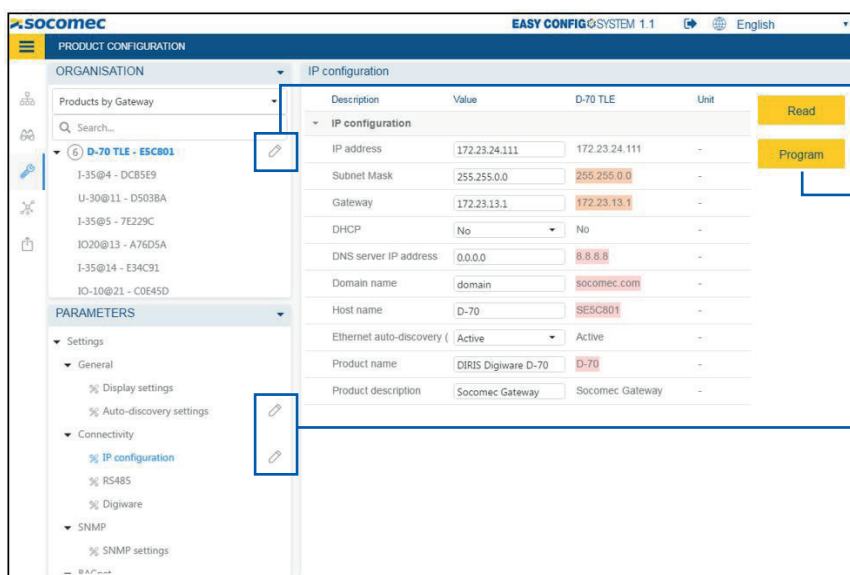 socomec
EASY CONFIG SYSTEM 1.1 English
PRODUCT CONFIGURATION
ORGANISATION
Products by Gateway
Search...
6 D-70 TLE - E5C801
I-35@4 - DCB5E9
U-30@11 - D503BA
I-35@5 - 7E229C
IO20@13 - A76D5A
I-35@14 - E34C91
IO-10@21 - C0E45D
PARAMETERS
Settings
General
Display settings
Auto-discovery settings
Connectivity
IP configuration
RS485
Digiware
SNMP
SNMP settings
BACnet
IP configuration
Description Value D-70 TLE Unit
IP configuration
IP address 172.23.24.111 172.23.24.111 -
Subnet Mask 255.255.0.0 255.255.0.0 -
Gateway 172.23.13.1 172.23.13.1 -
DHCP No No -
DNS server IP address 0.0.0.0 8.8.8.8 -
Domain name domain socomec.com -
Host name D-70 SE5C801 -
Ethernet auto-discovery ( Active Active -
Product name DIRIS Digiware D-70 D-70 -
Product description Socomec Gateway Socomec Gateway -
Read
Program